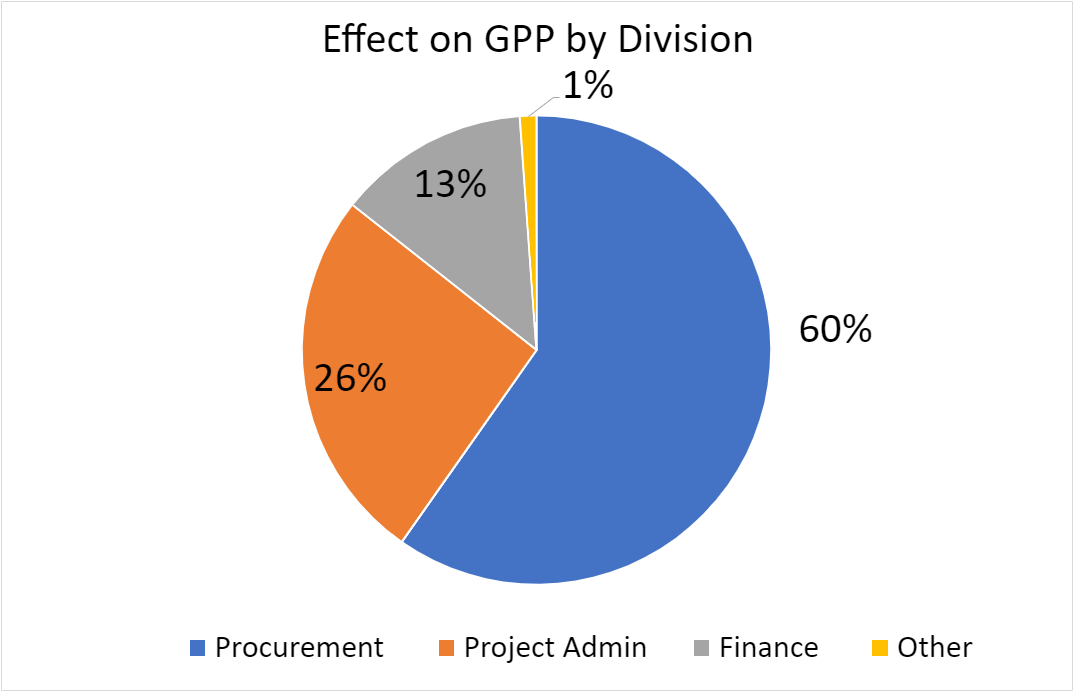 Effect on GPP by Division
1%
13%
60%
26%
Procurement Project Admin Finance Other